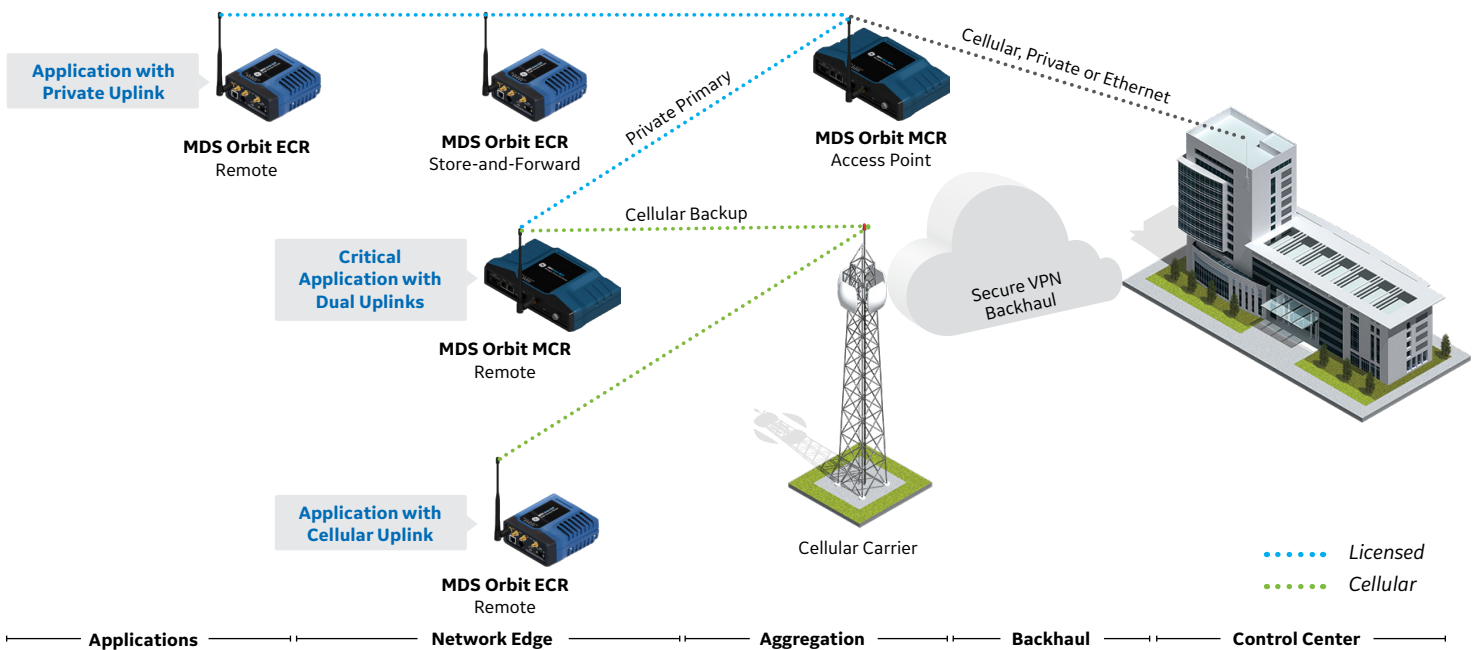 Application with
Private Uplink
MDS Orbit ECR
Remote
MDS Orbit ECR
Store-and-Forward
MDS Orbit MCR
Access Point
Cellular, Private or Ethernet
Private Primary
Cellular Backup
Critical
Application with
Dual Uplinks
MDS Orbit MCR
Remote
Secure VPN
Backhaul
Application with
Cellular Uplink
MDS Orbit ECR
Remote
Cellular Carrier
Licensed
Cellular
Applications
Network Edge
Aggregation
Backhaul
Control Center